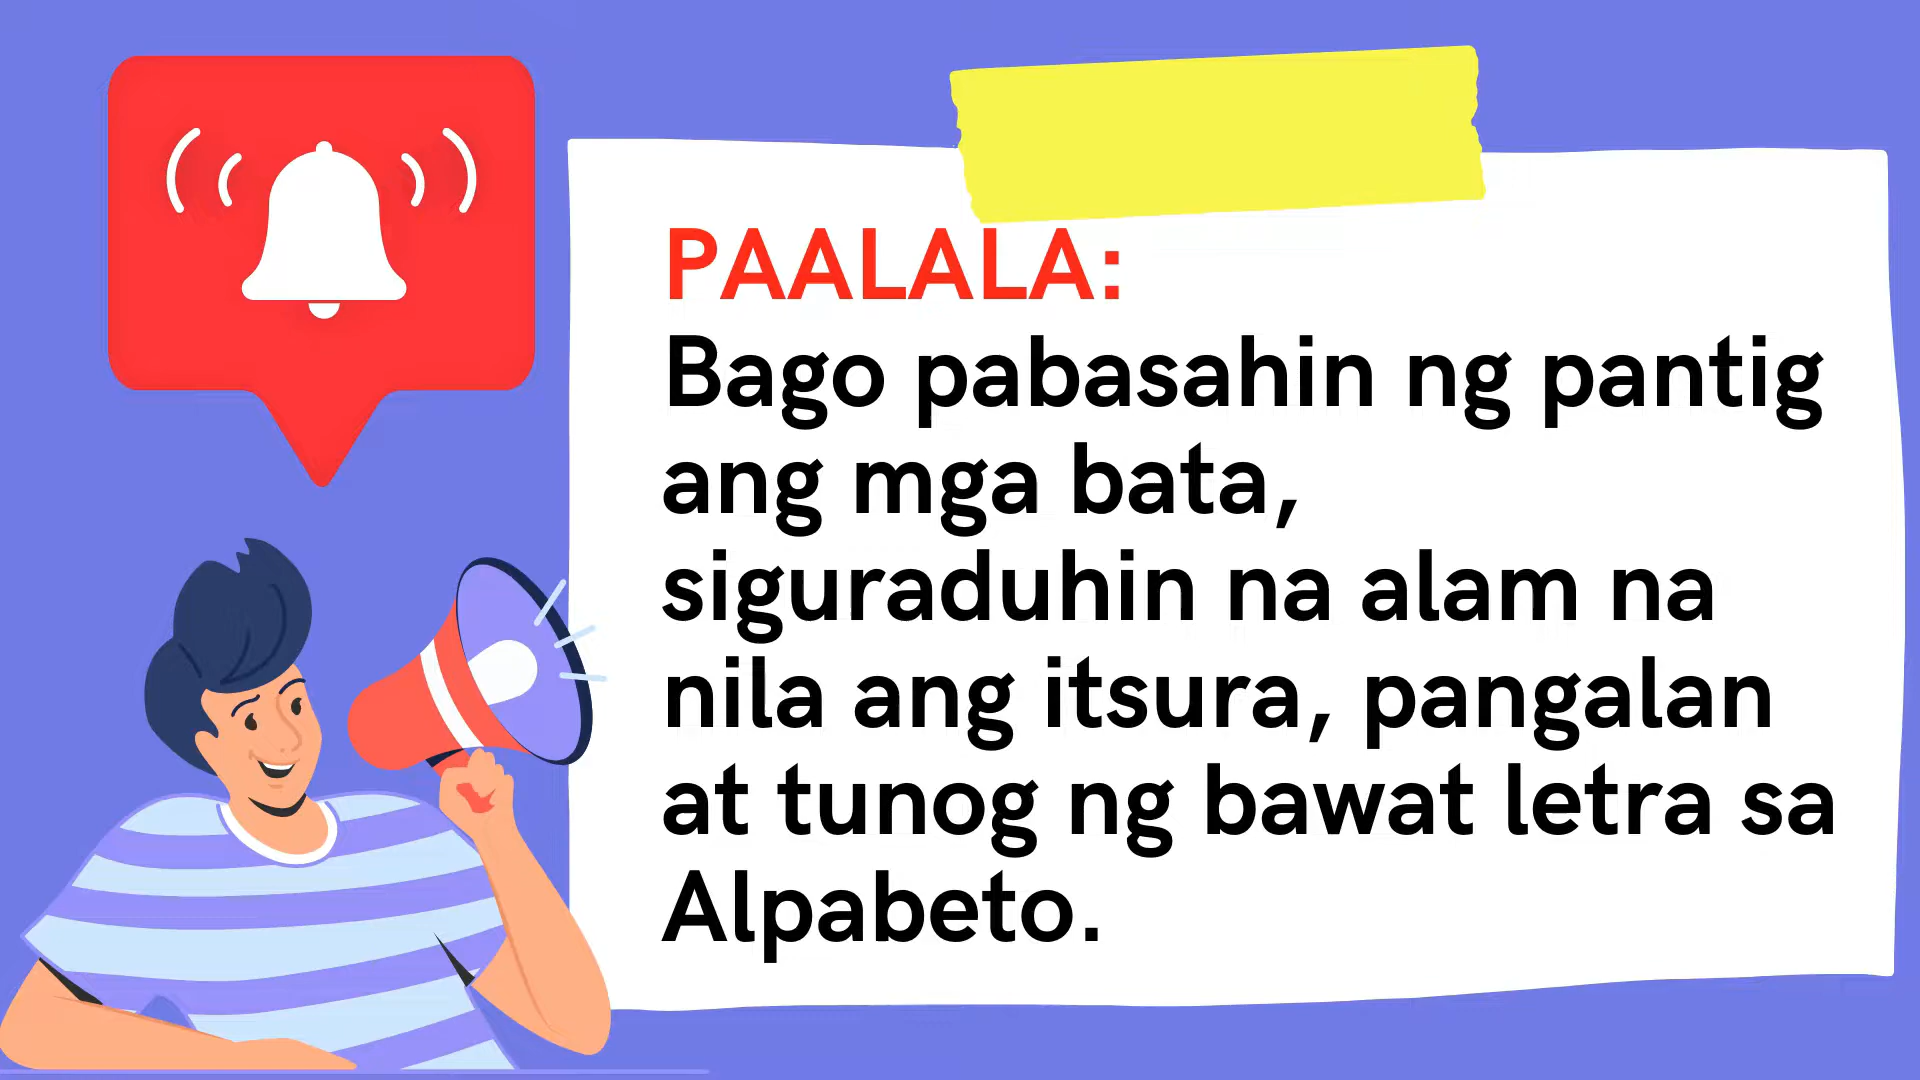 PAALALA:
Bago pabasahin ng pantig
ang mga bata,
siguraduhin na alam na
nila ang itsura, pangalan
at tunog ng bawat letra sa
Alpabeto.